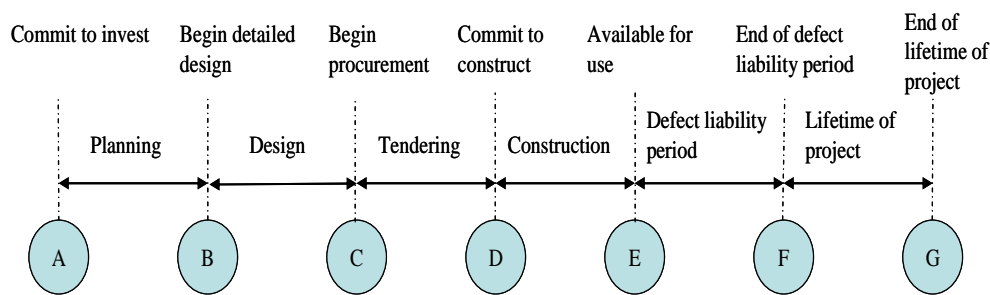 Commit to invest
Begin detailed
design
Begin
procurement
Commit to
construct
Available for
use
End of defect
liability period
End of
lifetime of
project
Planning
Design
Tendering
Construction
Defect liability
period
Lifetime of
project
A
B
C
D
E
F
G